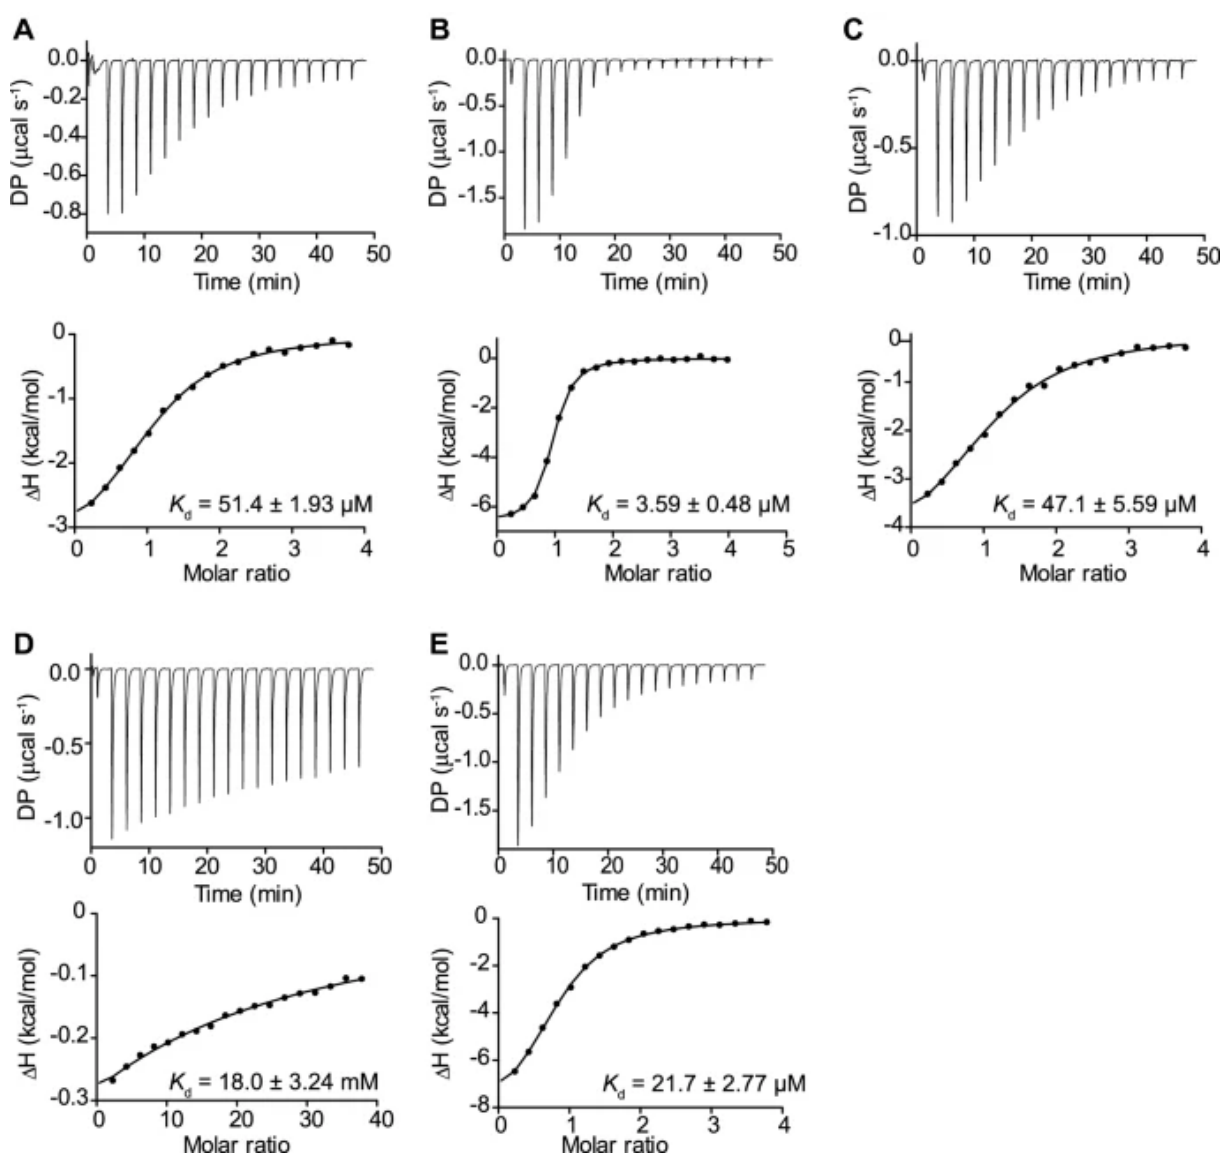 A
DP (µcal s-1)
0.0
-0.2
-0.4
-0.6
-0.8
0 10 20 30 40 50
Time (min)
ΔH (kcal/mol)
0
-1
-2
-3
Kd = 51.4 ± 1.93 µM
0 1 2 3 4
Molar ratio
B
DP (µcal s-1)
0.0
-0.5
-1.0
-1.5
0 10 20 30 40 50
Time (min)
ΔH (kcal/mol)
0
-2
-4
-6
Kd = 3.59 ± 0.48 µM
0 1 2 3 4 5
Molar ratio
C
DP (µcal s-1)
0.0
-0.5
-1.0
0 10 20 30 40 50
Time (min)
ΔH (kcal/mol)
0
-1
-2
-3
-4
Kd = 47.1 ± 5.59 µM
0 1 2 3 4
Molar ratio
D
DP (µcal s-1)
0.0
-0.5
-1.0
0 10 20 30 40 50
Time (min)
ΔH (kcal/mol)
0
-0.1
-0.2
-0.3
Kd = 18.0 ± 3.24 mM
0 10 20 30 40
Molar ratio
E
DP (µcal s-1)
0.0
-0.5
-1.0
-1.5
0 10 20 30 40 50
Time (min)
ΔH (kcal/mol)
0
-2
-4
-6
-8
Kd = 21.7 ± 2.77 µM
0 1 2 3 4
Molar ratio